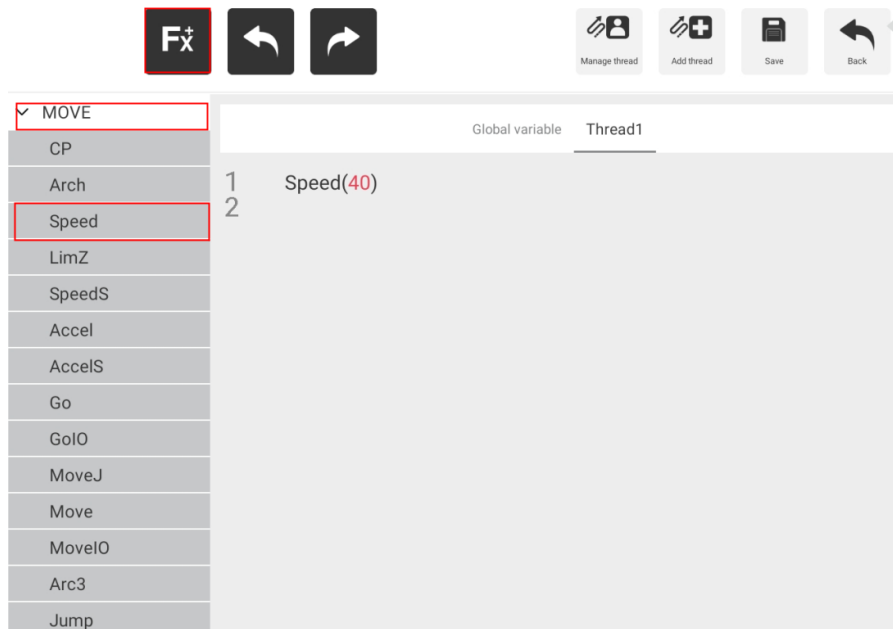 Fx+
Manage thread
Add thread
Save
Back
MOVE
CP
Arch
Speed
LimZ
SpeedS
Accel
AccelS
Go
GoIO
MoveJ
Move
MoveIO
Arc3
Jump
Global variable Thread1
1 Speed(40)
2